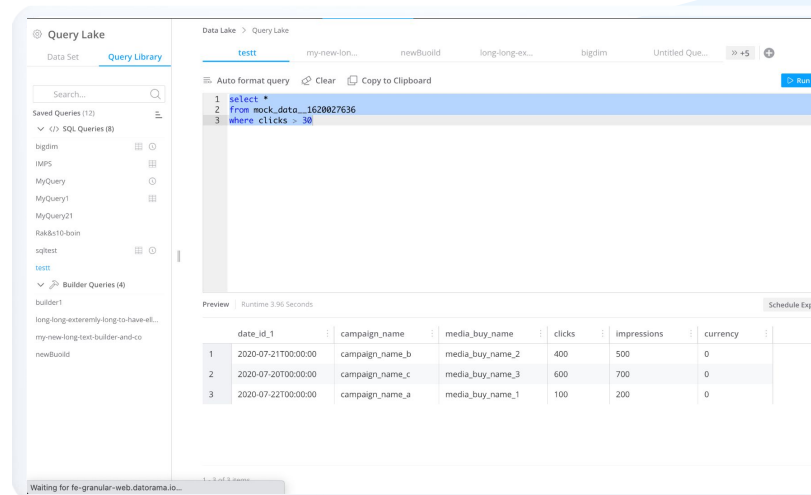 Query Lake
Data Set Query Library
Search...
Saved Queries (12)
</> SQL Queries (8)
bigdim
IMPS
MyQuery
MyQuery1
MyQuery21
Rak&s10-boin
sqltest
testt
Builder Queries (4)
builder1
long-long-exteremly-long-to-have-ell...
my-new-long-text-builder-and-co
newBuoild
Data Lake > Query Lake
testt my-new-lon... newBuoild long-long-ex... bigdim Untitled Que... » +5
Auto format query Clear Copy to Clipboard Run
1 select *
2 from mock_data__1620027636
3 where clicks > 30
Preview Runtime 3.96 Seconds Schedule Exp
date_id_1 campaign_name media_buy_name clicks impressions currency
1 2020-07-21T00:00:00 campaign_name_b media_buy_name_2 400 500 0
2 2020-07-20T00:00:00 campaign_name_c media_buy_name_3 600 700 0
3 2020-07-22T00:00:00 campaign_name_a media_buy_name_1 100 200 0
1 - 3 of 3 items
Waiting for fe-granular-web.datorama.io...